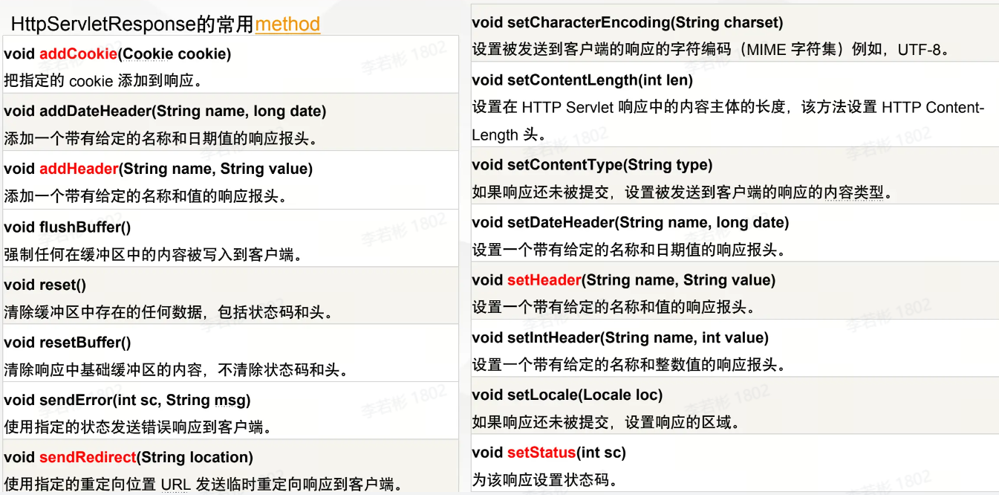 HttpServletResponse的常用method
void addCookie(Cookie cookie)
把指定的 cookie 添加到响应。
void addDateHeader(String name, long date)
添加一个带有给定的名称和日期值的响应报头。
void addHeader(String name, String value)
添加一个带有给定的名称和值的响应报头。
void flushBuffer()
强制任何在缓冲区中的内容被写入到客户端。
void reset()
清除缓冲区中存在的任何数据，包括状态码和头。
void resetBuffer()
清除响应中基础缓冲区的内容，不清除状态码和头。
void sendError(int sc, String msg)
使用指定的状态发送错误响应到客户端。
void sendRedirect(String location)
使用指定的重定向位置 URL 发送临时重定向响应到客户端。
void setCharacterEncoding(String charset)
设置被发送到客户端的响应的字符编码（MIME 字符集）例如，UTF-8。
void setContentLength(int len)
设置在 HTTP Servlet 响应中的内容主体的长度，该方法设置 HTTP Content-
Length 头。
void setContentType(String type)
如果响应还未被提交，设置被发送到客户端的响应的内容类型。
void setDateHeader(String name, long date)
设置一个带有给定的名称和日期值的响应报头。
void setHeader(String name, String value)
设置一个带有给定的名称和值的响应报头。
void setIntHeader(String name, int value)
设置一个带有给定的名称和整数值的响应报头。
void setLocale(Locale loc)
如果响应还未被提交，设置响应的区域。
void setStatus(int sc)
为该响应设置状态码。
李若彬 1802